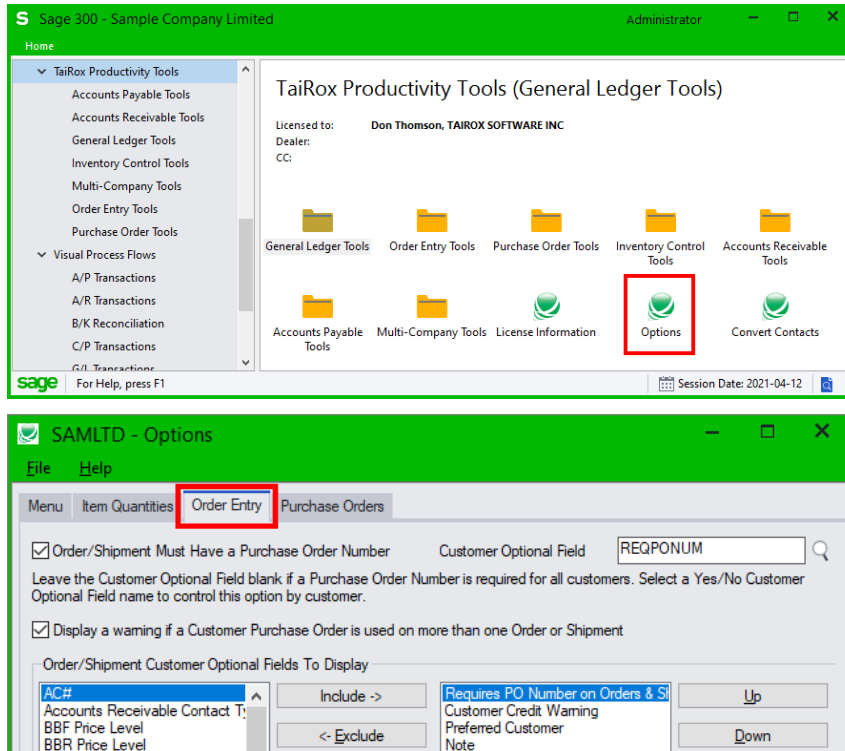 S Sage 300 - Sample Company Limited
Administrator
Home
TaiRox Productivity Tools
Accounts Payable Tools
Accounts Receivable Tools
General Ledger Tools
Inventory Control Tools
Multi-Company Tools
Order Entry Tools
Purchase Order Tools
Visual Process Flows
A/P Transactions
A/R Transactions
B/K Reconciliation
C/P Transactions
G/L Transactions
TaiRox Productivity Tools (General Ledger Tools)
Licensed to: Don Thomson, TAIROX SOFTWARE INC
Dealer:
CC:
General Ledger Tools
Order Entry Tools
Purchase Order Tools
Inventory Control
Tools
Accounts Receivable
Tools
Accounts Payable
Tools
Multi-Company Tools
License Information
Options
Convert Contacts
sage For Help, press F1
Session Date: 2021-04-12
SAMLTD - Options
File Help
Menu Item Quantities Order Entry Purchase Orders
Order/Shipment Must Have a Purchase Order Number Customer Optional Field REQPONUM
Leave the Customer Optional Field blank if a Purchase Order Number is required for all customers. Select a Yes/No Customer
Optional Field name to control this option by customer.
Display a warning if a Customer Purchase Order is used on more than one Order or Shipment
Order/Shipment Customer Optional Fields To Display
AC#
Accounts Receivable Contact Ty
BBF Price Level
BBR Price Level
Include ->
<- Exclude
Requires PO Number on Orders & Sh
Customer Credit Warning
Preferred Customer
Note
Up
Down